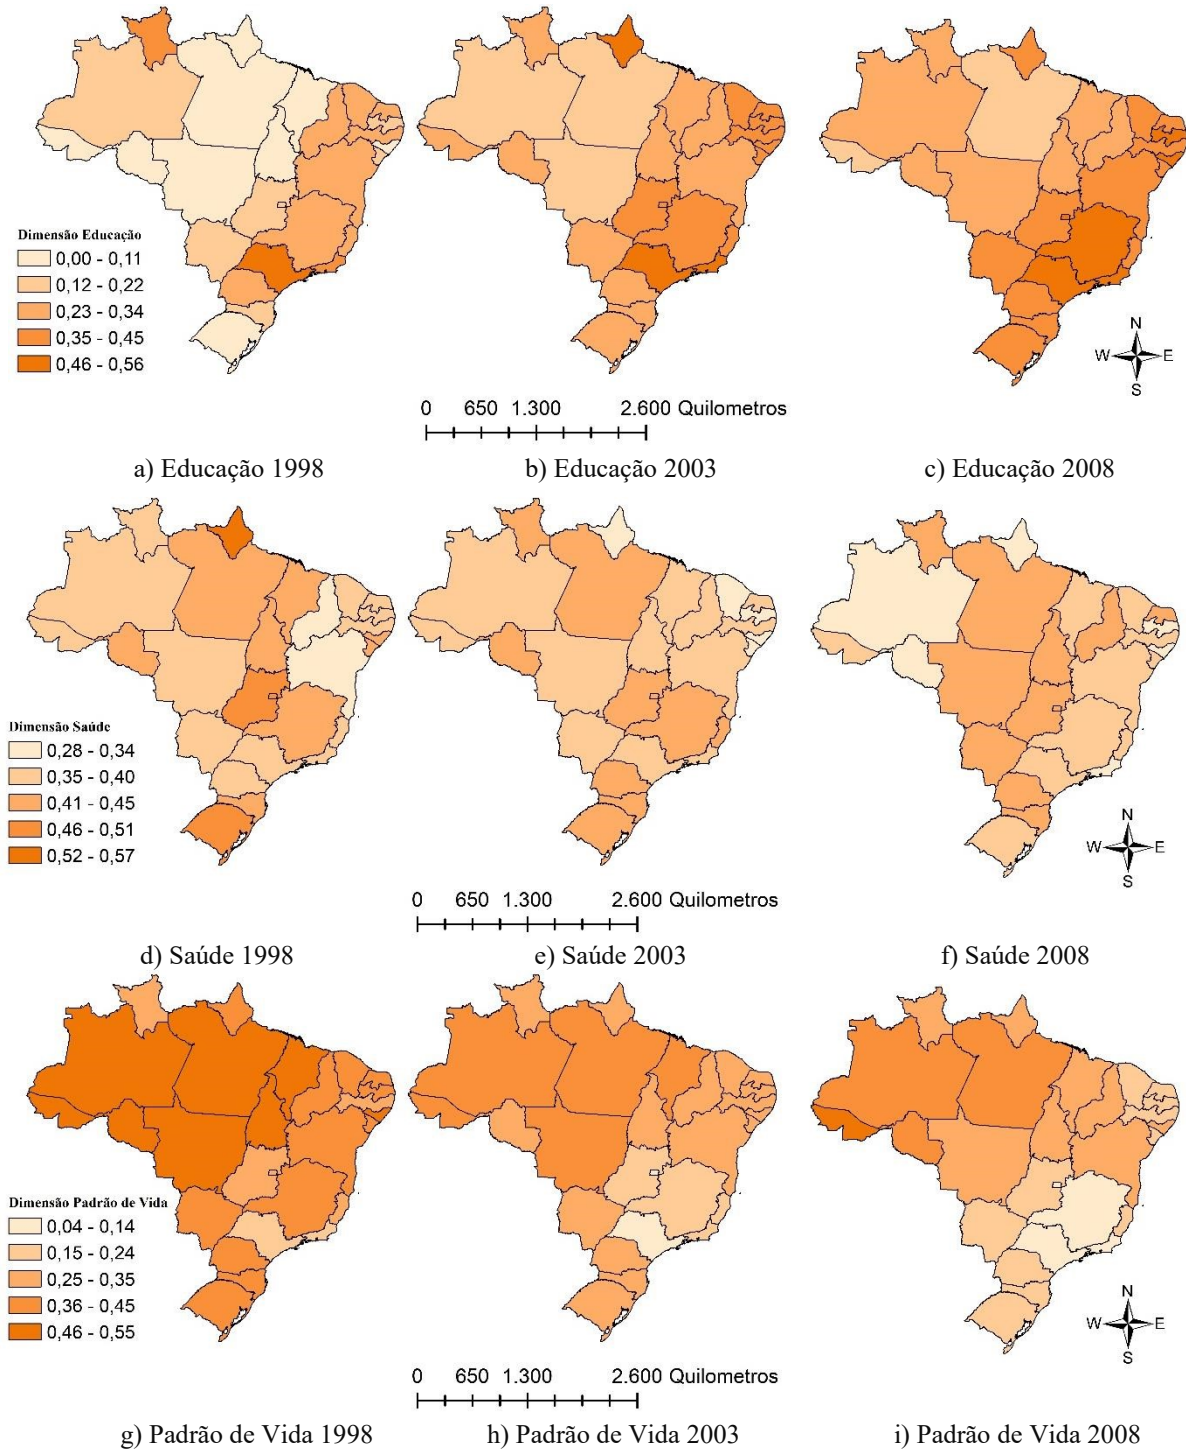 Dimensão Educação
0,00 - 0,11
0,12 - 0,22
0,23 - 0,34
0,35 - 0,45
0,46 - 0,56
N
W E
S
0 650 1.300 2.600 Quilometros
a) Educação 1998 b) Educação 2003 c) Educação 2008
Dimensão Saúde
0,28 - 0,34
0,35 - 0,40
0,41 - 0,45
0,46 - 0,51
0,52 - 0,57
N
W E
S
0 650 1.300 2.600 Quilometros
d) Saúde 1998 e) Saúde 2003 f) Saúde 2008
Dimensão Padrão de Vida
0,04 - 0,14
0,15 - 0,24
0,25 - 0,35
0,36 - 0,45
0,46 - 0,55
N
W E
S
0 650 1.300 2.600 Quilometros
g) Padrão de Vida 1998 h) Padrão de Vida 2003 i) Padrão de Vida 2008